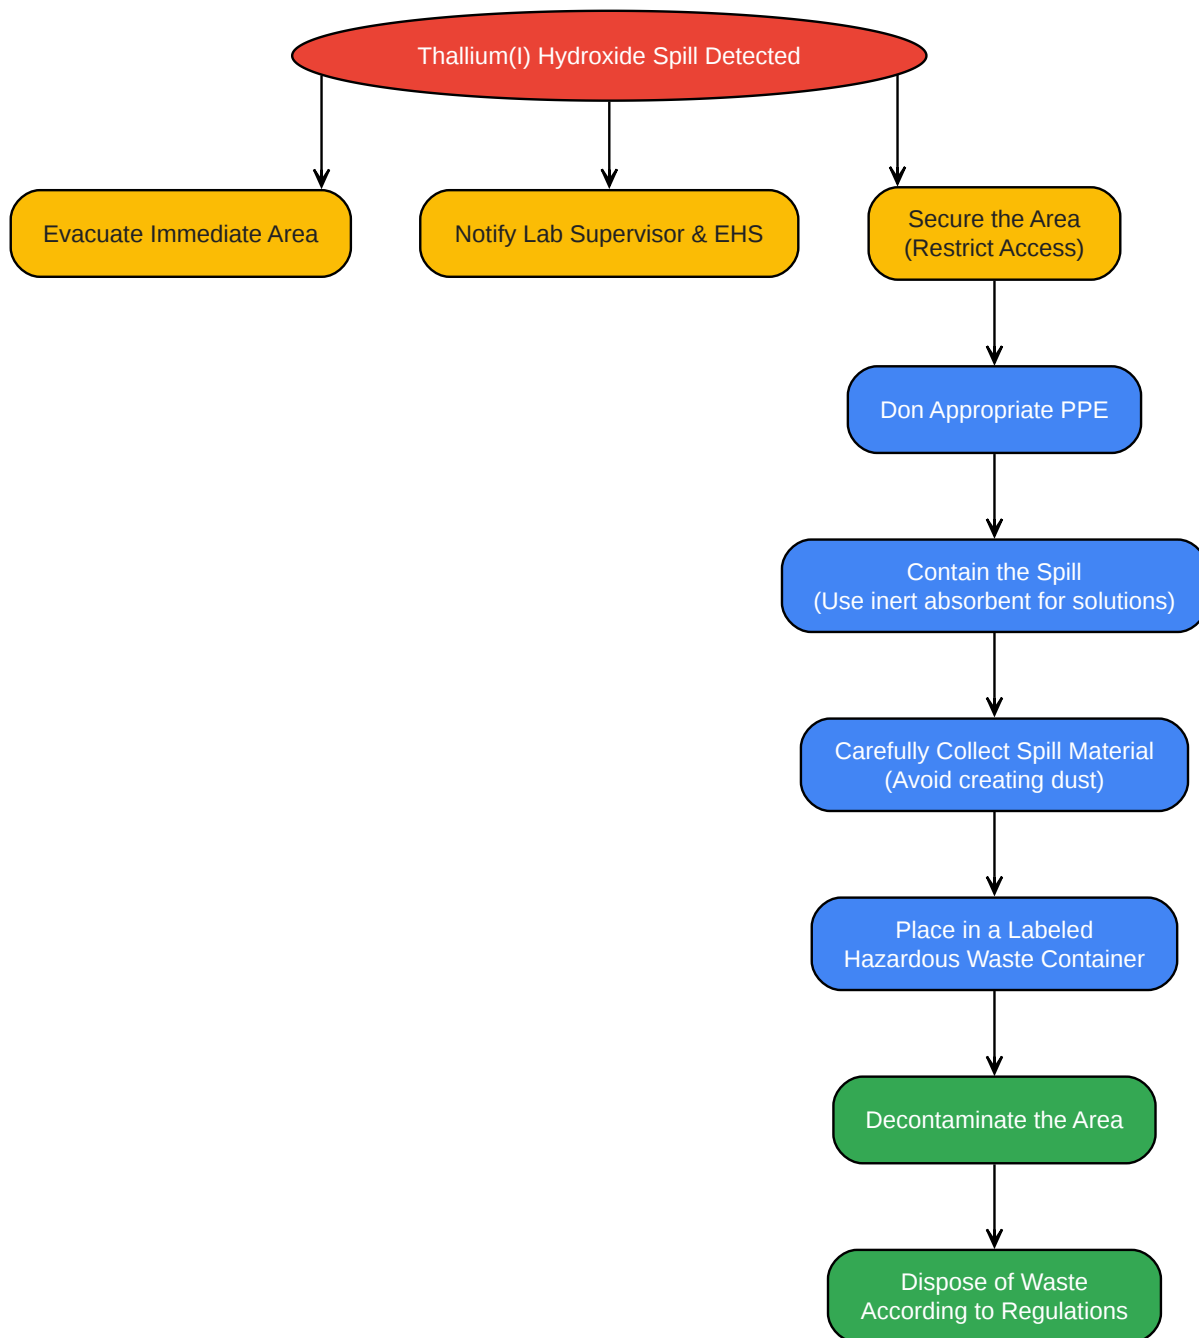 Thallium(I) Hydroxide Spill Detected
Evacuate Immediate Area
Notify Lab Supervisor & EHS
Secure the Area
(Restrict Access)
Don Appropriate PPE
Contain the Spill
(Use inert absorbent for solutions)
Carefully Collect Spill Material
(Avoid creating dust)
Place in a Labeled
Hazardous Waste Container
Decontaminate the Area
Dispose of Waste
According to Regulations